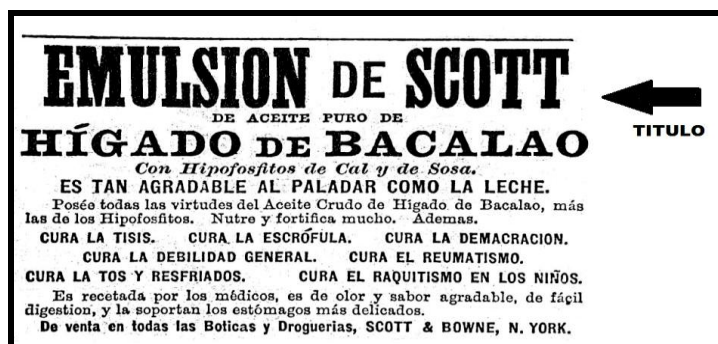 EMULSION DE SCOTT
TITULO
DE ACEITE PURO DE
HÍGADO DE BACALAO
Con Hipofosfitos de Cal y de Sosa.
ES TAN AGRADABLE AL PALADAR COMO LA LECHE.
Posée todas las virtudes del Aceite Crudo de Higado de Bacalao, más
las de los Hipofosfitos. Nutre y fortifica mucho. Ademas.
CURA LA TISIS. CURA LA ESCRÓFULA. CURA LA DEMACRACION.
CURA LA DEBILIDAD GENERAL. CURA EL REUMATISMO.
CURA LA TOS Y RESFRIADOS. CURA EL RAQUITISMO EN LOS NIÑOS.
Es recetada por los médicos, es de olor y sabor agradable, de fácil
digestion, y la soportan los estómagos más delicados.
De venta en todas las Boticas y Droguerias, SCOTT & BOWNE, N. YORK.